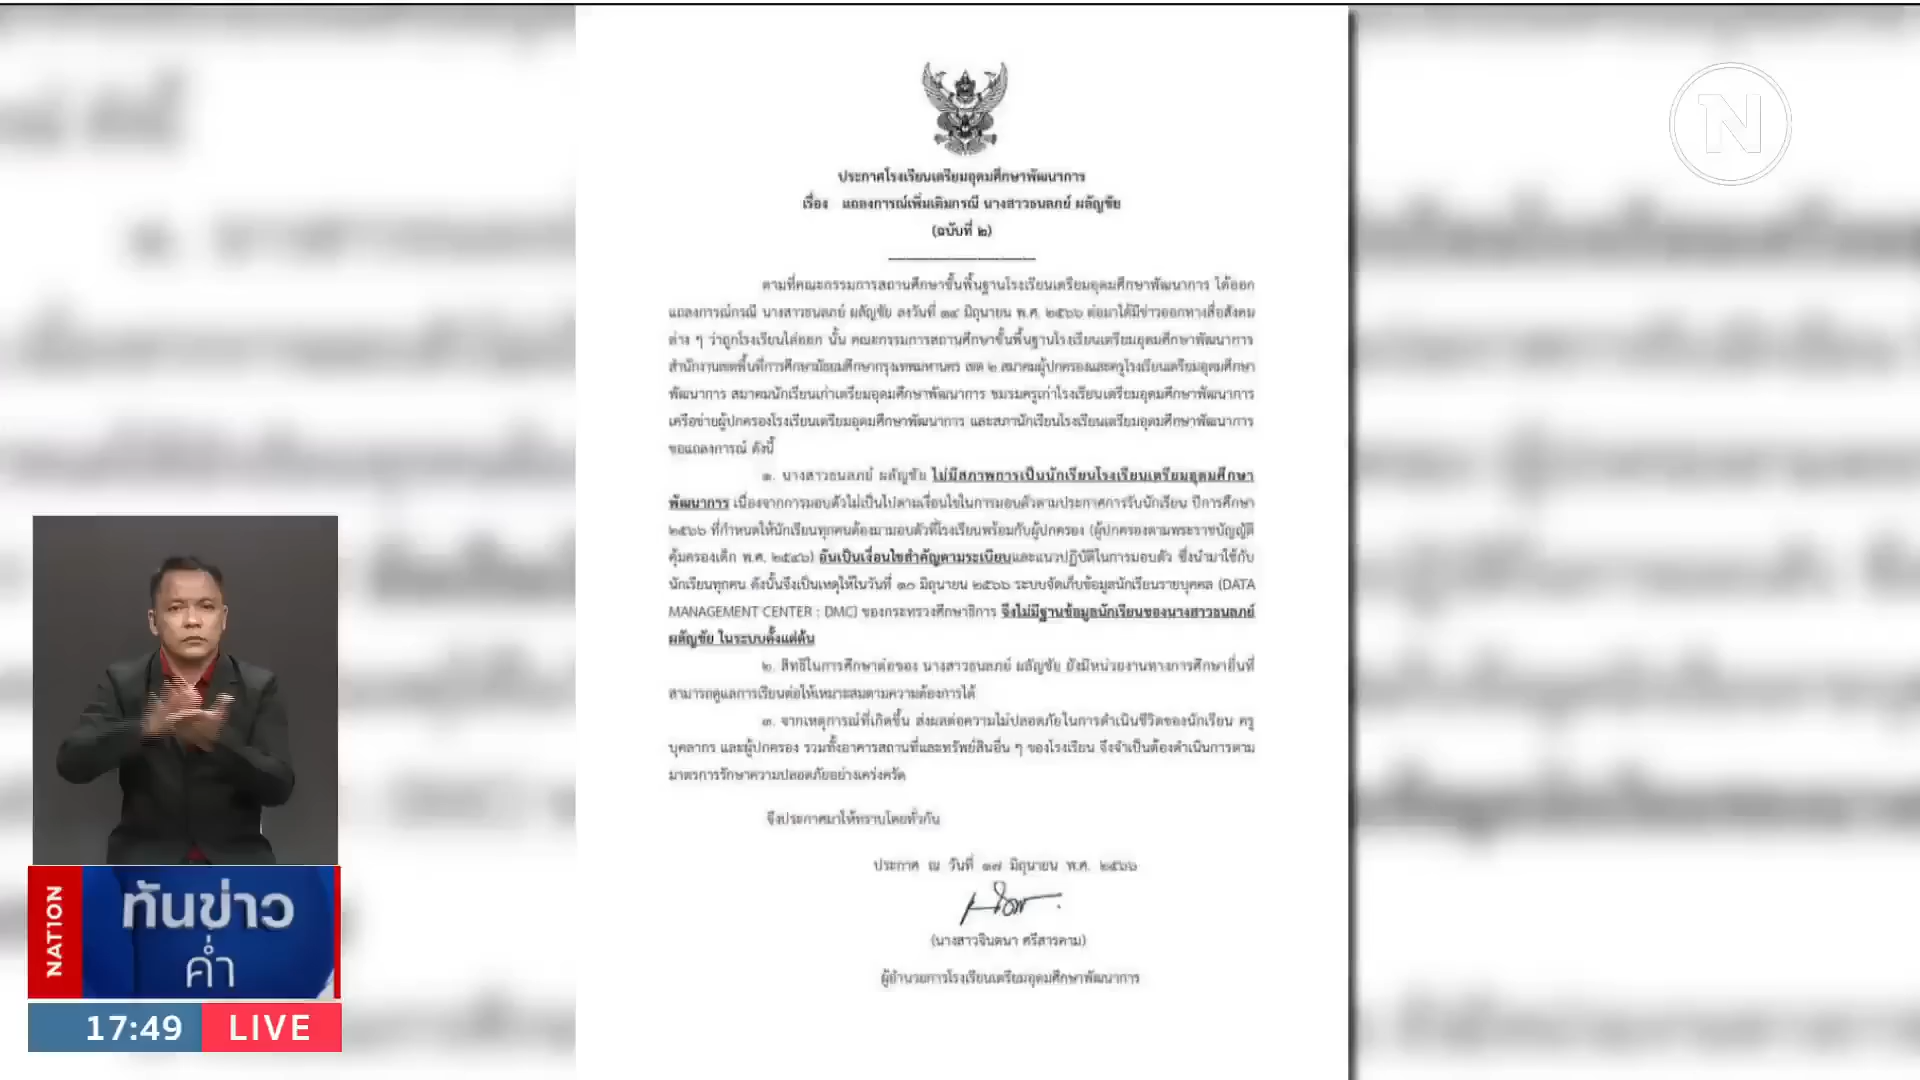 N
ประกาศโรงเรียนเตรียมอุดมศึกษาพัฒนาการ
เรื่อง แถลงการณ์เพิ่มเติมกรณี นางสาวธนลภย์ ผลัญชัย
(ฉบับที่ ๒)
ตามที่คณะกรรมการสถานศึกษาขั้นพื้นฐานโรงเรียนเตรียมอุดมศึกษาพัฒนาการ ได้ออก
แถลงการณ์กรณี นางสาวธนลภย์ ผลัญชัย ลงวันที่ ๑๔ มิถุนายน พ.ศ. ๒๕๖๖ ต่อมาได้มีข่าวออกทางสื่อสังคม
ต่าง ๆ ว่าถูกโรงเรียนไล่ออก นั้น คณะกรรมการสถานศึกษาขั้นพื้นฐานโรงเรียนเตรียมอุดมศึกษาพัฒนาการ
สำนักงานเขตพื้นที่การศึกษามัธยมศึกษากรุงเทพมหานคร เขต ๒ สมาคมผู้ปกครองและครูโรงเรียนเตรียมอุดมศึกษา
พัฒนาการ สมาคมนักเรียนเก่าเตรียมอุดมศึกษาพัฒนาการ ชมรมครูเก่าโรงเรียนเตรียมอุดมศึกษาพัฒนาการ
เครือข่ายผู้ปกครองโรงเรียนเตรียมอุดมศึกษาพัฒนาการ และสภานักเรียนโรงเรียนเตรียมอุดมศึกษาพัฒนาการ
ขอแถลงการณ์ ดังนี้
๑. นางสาวธนลภย์ ผลัญชัย ไม่มีสภาพการเป็นนักเรียนโรงเรียนเตรียมอุดมศึกษา
พัฒนาการ เนื่องจากการมอบตัวไม่เป็นไปตามเงื่อนไขในการมอบตัวตามประกาศการรับนักเรียน ปีการศึกษา
๒๕๖๖ ที่กำหนดให้นักเรียนทุกคนต้องมามอบตัวที่โรงเรียนพร้อมกับผู้ปกครอง (ผู้ปกครองตามพระราชบัญญัติ
คุ้มครองเด็ก พ.ศ. ๒๕๔๖) อันเป็นเงื่อนไขสำคัญตามระเบียบและแนวปฏิบัติในการมอบตัว ซึ่งนำมาใช้กับ
นักเรียนทุกคน ดังนั้นจึงเป็นเหตุให้ในวันที่ ๑๐ มิถุนายน ๒๕๖๖ ระบบจัดเก็บข้อมูลนักเรียนรายบุคคล (DATA
MANAGEMENT CENTER : DMC) ของกระทรวงศึกษาธิการ จึงไม่มีฐานข้อมูลนักเรียนของนางสาวธนลภย์
ผลัญชัย ในระบบตั้งแต่ต้น
๒. สิทธิในการศึกษาต่อของ นางสาวธนลภย์ ผลัญชัย ยังมีหน่วยงานทางการศึกษาอื่นที่
สามารถดูแลการเรียนต่อให้เหมาะสมตามความต้องการได้
๓. จากเหตุการณ์ที่เกิดขึ้น ส่งผลต่อความไม่ปลอดภัยในการดำเนินชีวิตของนักเรียน ครู
บุคลากร และผู้ปกครอง รวมทั้งอาคารสถานที่และทรัพย์สินอื่น ๆ ของโรงเรียน จึงจำเป็นต้องดำเนินการตาม
มาตรการรักษาความปลอดภัยอย่างเคร่งครัด
จึงประกาศมาให้ทราบโดยทั่วกัน
ประกาศ ณ วันที่ ๑๗ มิถุนายน พ.ศ. ๒๕๖๖
(นางสาวจินตนา ศรีสารคาม)
ผู้อำนวยการโรงเรียนเตรียมอุดมศึกษาพัฒนาการ
NATION
ทันข่าว
ค่ำ
17:49 LIVE